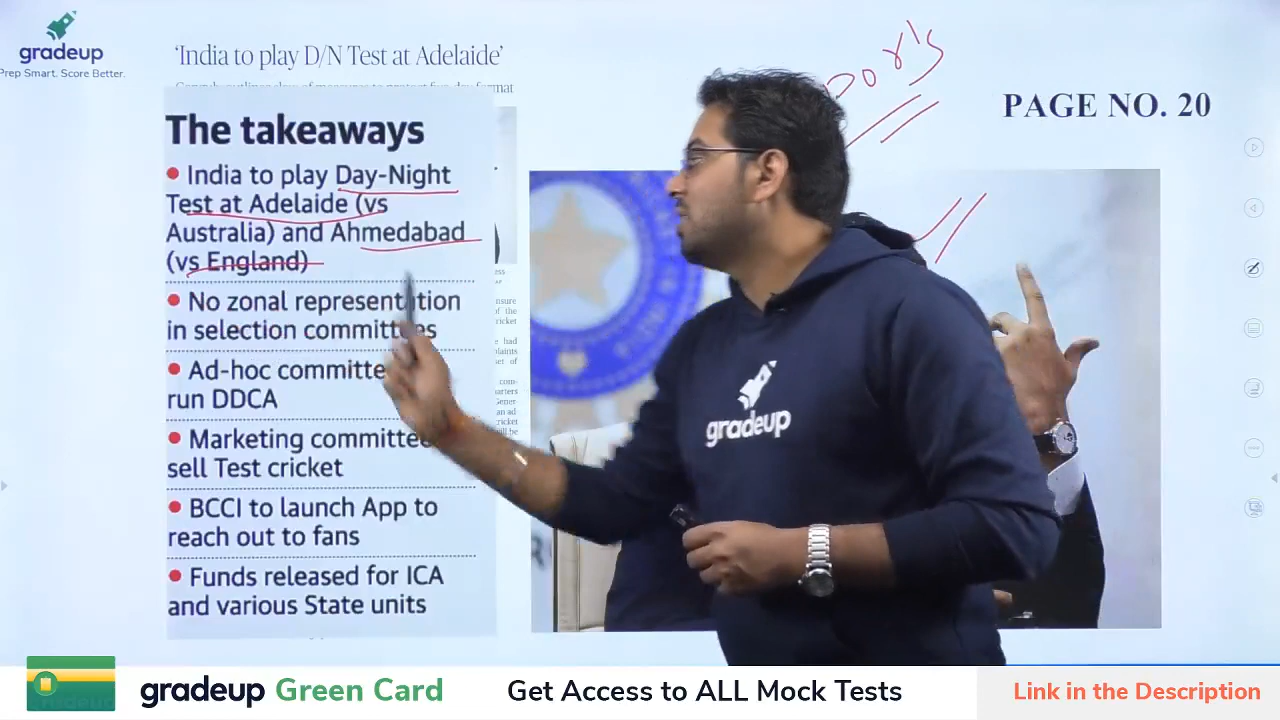 gradeup
Prep Smart. Score Better.
‘India to play D/N Test at Adelaide’
PAGE NO. 20
The takeaways
• India to play Day-Night
Test at Adelaide (vs
Australia) and Ahmedabad
(vs England)
• No zonal representation
in selection committees
• Ad-hoc committe
run DDCA
• Marketing committee
sell Test cricket
• BCCI to launch App to
reach out to fans
• Funds released for ICA
and various State units
gradeup
gradeup Green Card
Get Access to ALL Mock Tests
Link in the Description